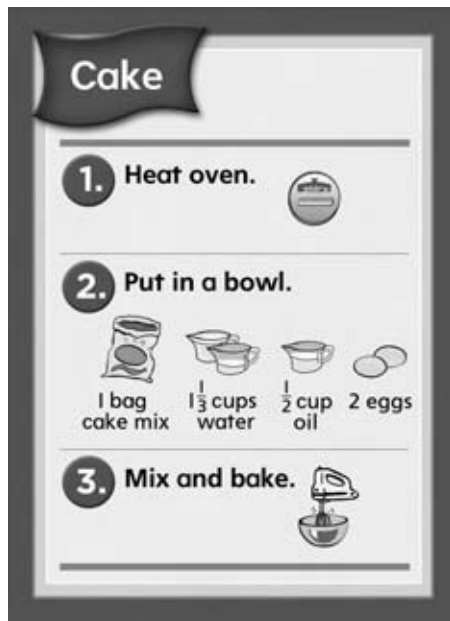 Cake
1. Heat oven.
2. Put in a bowl.
1 bag 1 1/3 cups 1/2 cup 2 eggs
cake mix water oil
3. Mix and bake.